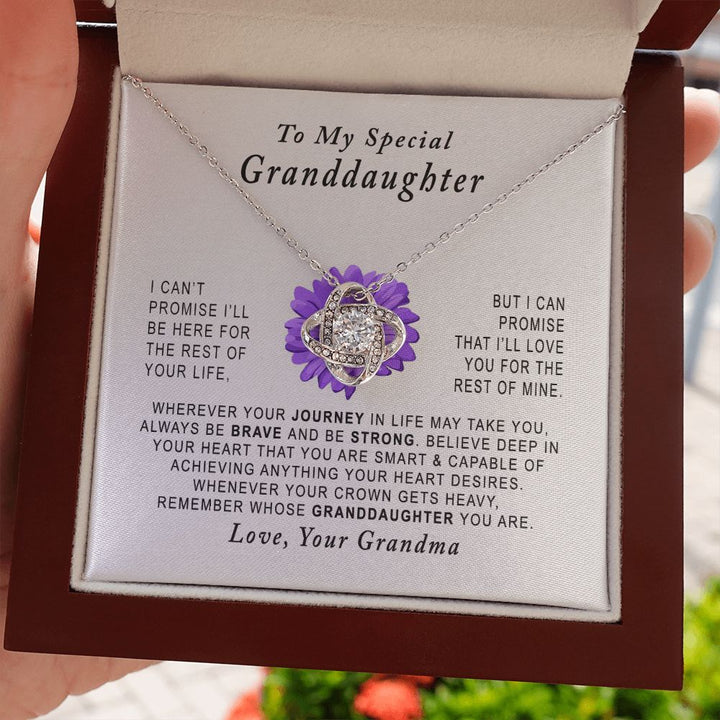 To My Special
Granddaughter
I CAN'T
PROMISE I'LL
BE HERE FOR
THE REST OF
YOUR LIFE,
BUT I CAN
PROMISE
THAT I'LL LOVE
YOU FOR THE
REST OF MINE.
WHEREVER YOUR JOURNEY IN LIFE MAY TAKE YOU,
ALWAYS BE BRAVE AND BE STRONG. BELIEVE DEEP IN
YOUR HEART THAT YOU ARE SMART & CAPABLE OF
ACHIEVING ANYTHING YOUR HEART DESIRES.
WHENEVER YOUR CROWN GETS HEAVY,
REMEMBER WHOSE GRANDDAUGHTER YOU ARE.
Love, Your Grandma